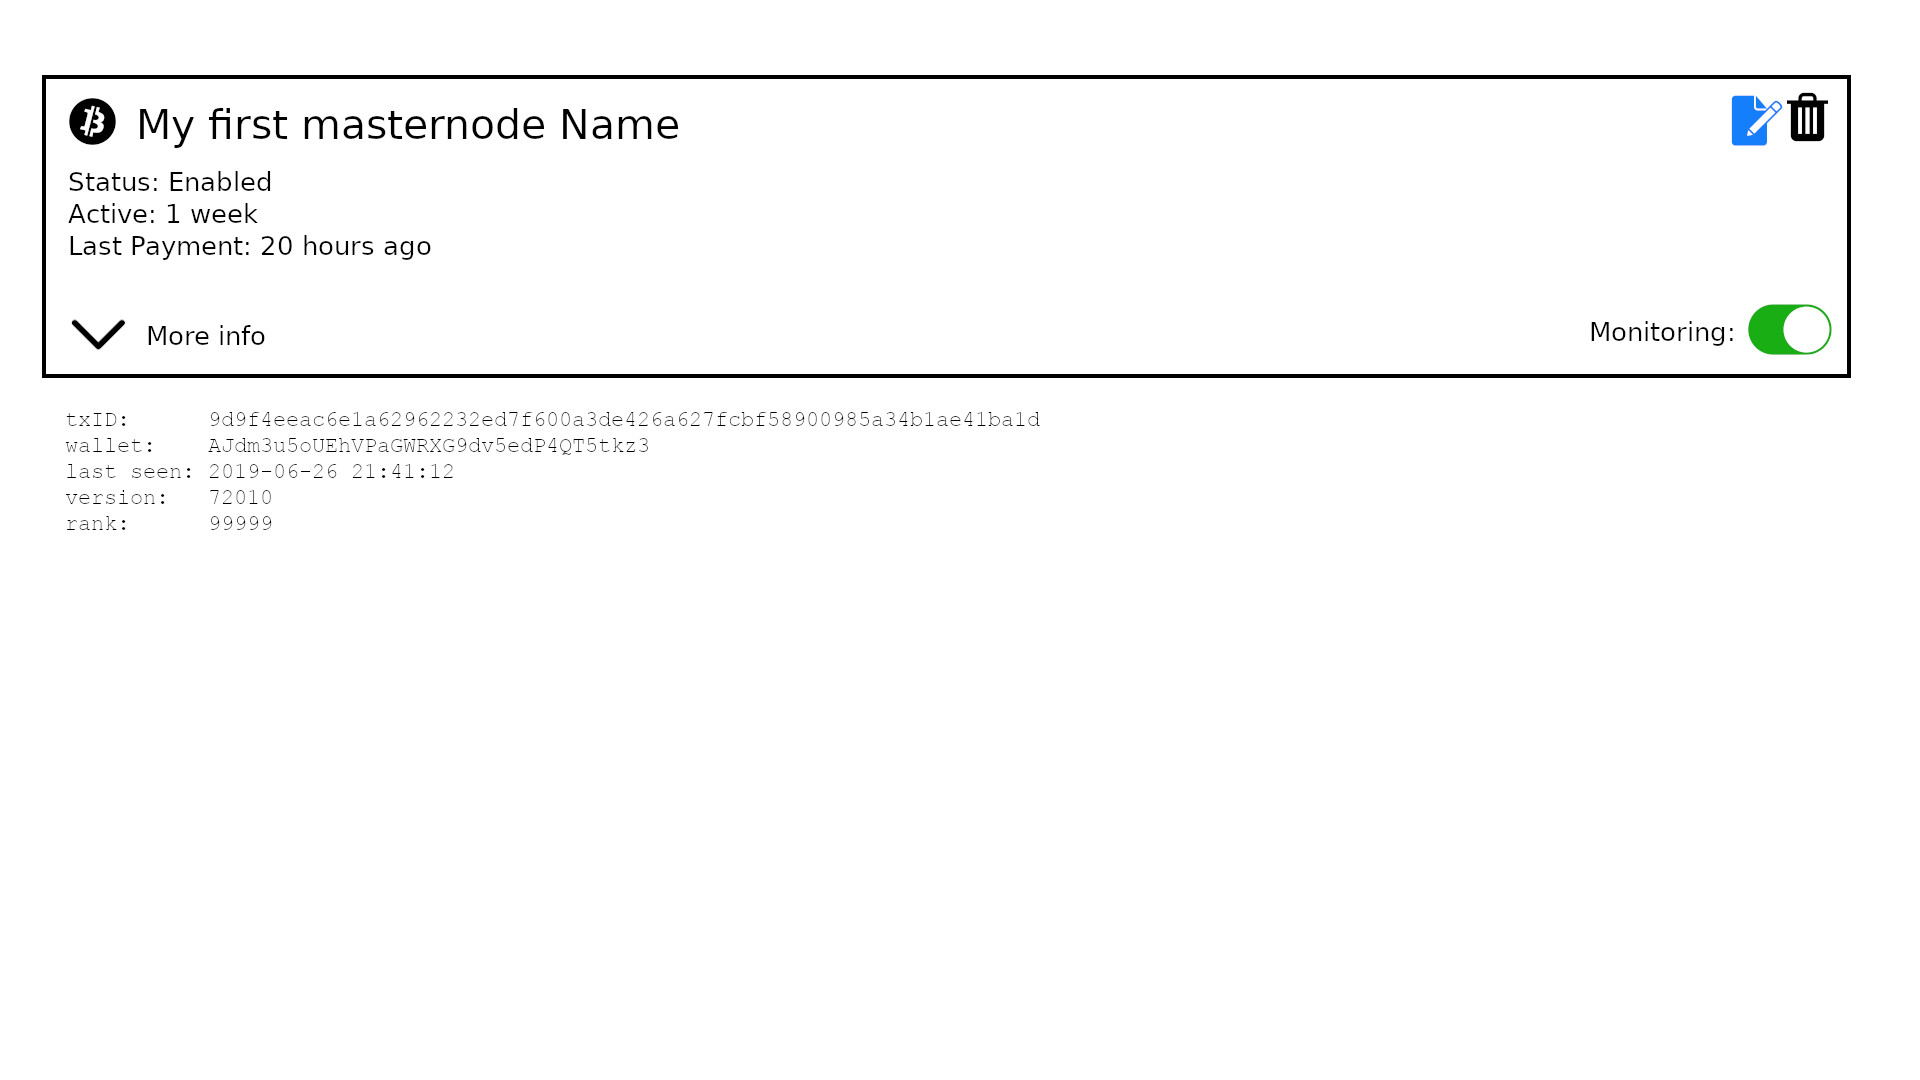 My first masternode Name
Status: Enabled
Active: 1 week
Last Payment: 20 hours ago
More info
Monitoring:
txID: 9d9f4eeac6e1a62962232ed7f600a3de426a627fcbf58900985a34b1ae41ba1d
wallet: AJdm3u5oUEhVPaGWRXG9dv5edP4QT5tkz3
last seen: 2019-06-26 21:41:12
version: 72010
rank: 99999